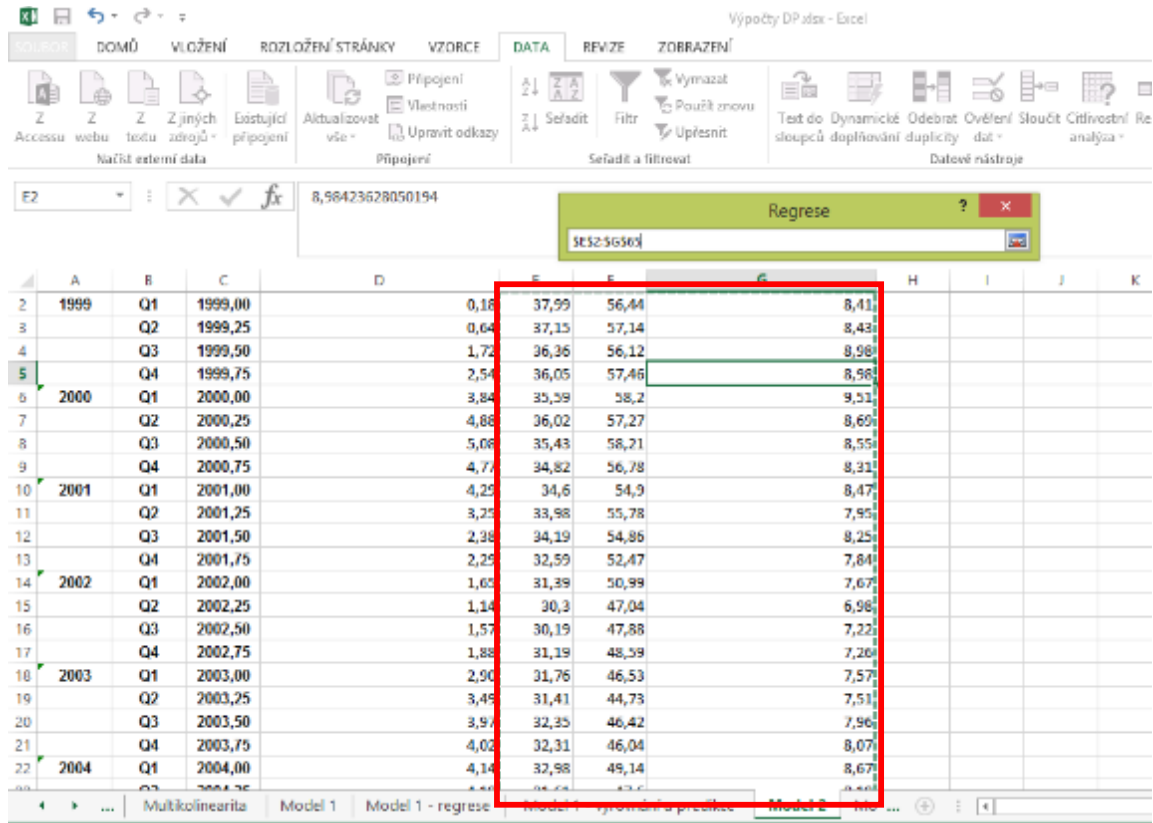 Výpočty DP.xlsx - Excel
SOUBOR DOMŮ VLOŽENÍ ROZLOŽENÍ STRÁNKY VZORCE DATA REVIZE ZOBRAZENÍ
Z Accessu
Z webu
Z textu
Z jiných zdrojů
Existující připojení
Načíst externí data
Aktualizovat vše
Připojení
Vlastnosti
Upravit odkazy
Připojení
Seřadit
Filtr
Vymazat
Použít znovu
Upřesnit
Seřadit a filtrovat
Text do sloupců
Dynamické doplňování
Odebrat duplicity
Ověření dat
Sloučit
Citlivostní analýza
Re
Datové nástroje
E2 fx 8,98423628050194
Regrese ? ×
$E$2:$G$65
A B C D E F G H I J K
2 1999 Q1 1999,00 0,18 37,99 56,44 8,41
3 Q2 1999,25 0,64 37,15 57,14 8,43
4 Q3 1999,50 1,72 36,36 56,12 8,98
5 Q4 1999,75 2,54 36,05 57,46 8,98
6 2000 Q1 2000,00 3,84 35,59 58,2 9,51
7 Q2 2000,25 4,88 36,02 57,27 8,69
8 Q3 2000,50 5,08 35,43 58,21 8,55
9 Q4 2000,75 4,77 34,82 56,78 8,31
10 2001 Q1 2001,00 4,29 34,6 54,9 8,47
11 Q2 2001,25 3,25 33,98 55,78 7,95
12 Q3 2001,50 2,38 34,19 54,86 8,25
13 Q4 2001,75 2,29 32,59 52,47 7,84
14 2002 Q1 2002,00 1,65 31,39 50,99 7,67
15 Q2 2002,25 1,14 30,3 47,04 6,98
16 Q3 2002,50 1,57 30,19 47,88 7,22
17 Q4 2002,75 1,88 31,19 48,59 7,26
18 2003 Q1 2003,00 2,90 31,76 46,53 7,57
19 Q2 2003,25 3,49 31,41 44,73 7,51
20 Q3 2003,50 3,97 32,35 46,42 7,96
21 Q4 2003,75 4,02 32,31 46,04 8,07
22 2004 Q1 2004,00 4,14 32,98 49,14 8,67
... Multikolinearita Model 1 Model 1 - regrese Model 1 - vyrovnání a predikce Model 2 Mo ...